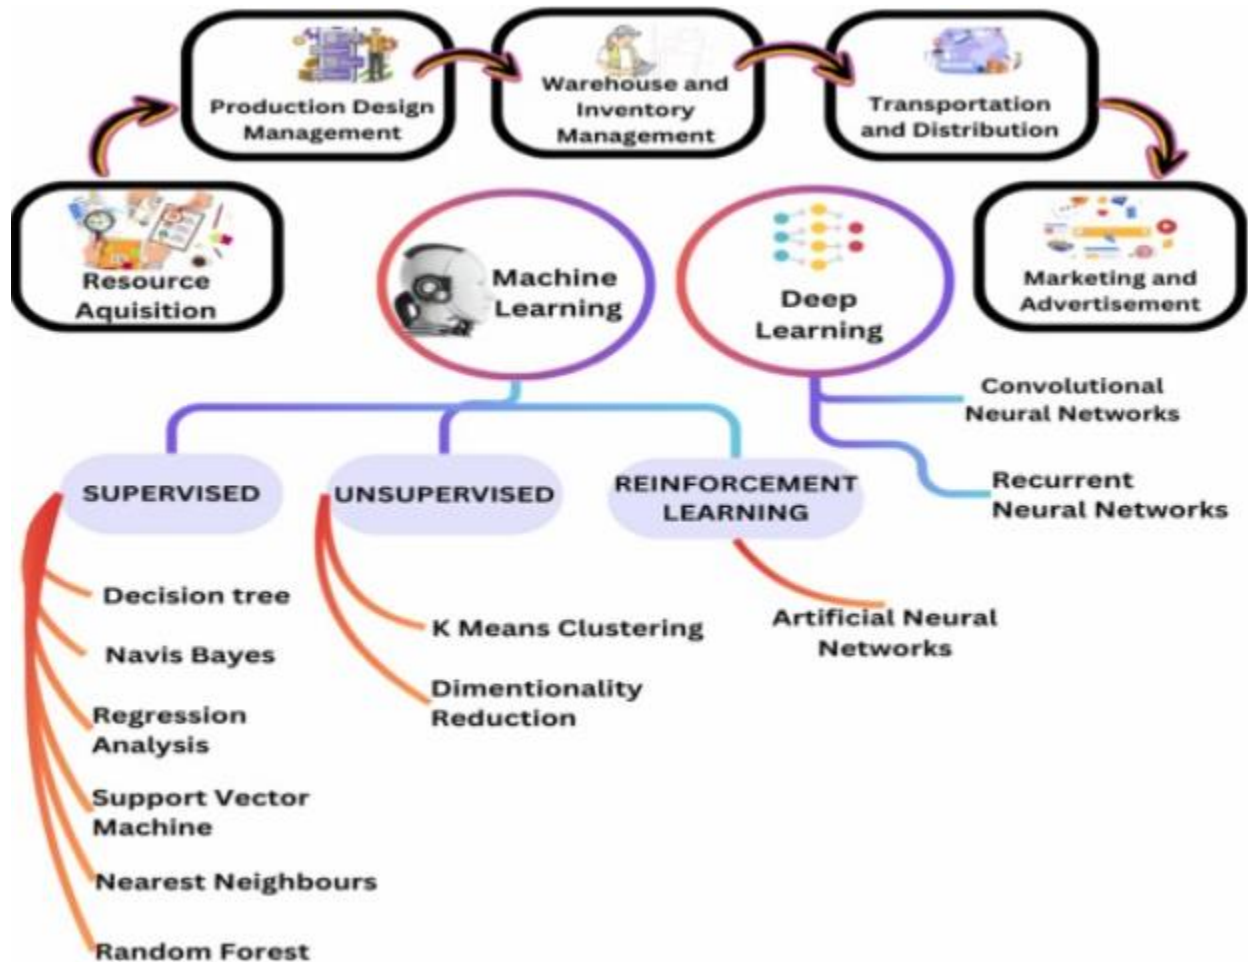 Production Design
Management
Warehouse and
Inventory
Management
Transportation
and Distribution
Resource
Aquisition
Machine
Learning
Deep
Learning
Marketing and
Advertisement
Convolutional
Neural Networks
Recurrent
Neural Networks
SUPERVISED
UNSUPERVISED
REINFORCEMENT
LEARNING
Decision tree
Navis Bayes
Regression
Analysis
Support Vector
Machine
Nearest Neighbours
Random Forest
K Means Clustering
Dimentionality
Reduction
Artificial Neural
Networks